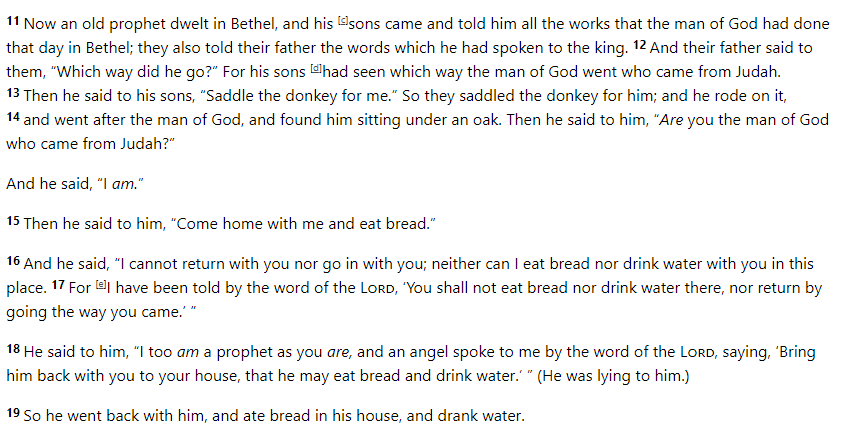 11 Now an old prophet dwelt in Bethel, and his [c]sons came and told him all the works that the man of God had done
that day in Bethel; they also told their father the words which he had spoken to the king. 12 And their father said to
them, “Which way did he go?” For his sons [d]had seen which way the man of God went who came from Judah.
13 Then he said to his sons, “Saddle the donkey for me.” So they saddled the donkey for him; and he rode on it,
14 and went after the man of God, and found him sitting under an oak. Then he said to him, “Are you the man of God
who came from Judah?”
And he said, “I am.”
15 Then he said to him, “Come home with me and eat bread.”
16 And he said, “I cannot return with you nor go in with you; neither can I eat bread nor drink water with you in this
place. 17 For [e]I have been told by the word of the LORD, ‘You shall not eat bread nor drink water there, nor return by
going the way you came.’ ”
18 He said to him, “I too am a prophet as you are, and an angel spoke to me by the word of the LORD, saying, ‘Bring
him back with you to your house, that he may eat bread and drink water.’ ” (He was lying to him.)
19 So he went back with him, and ate bread in his house, and drank water.